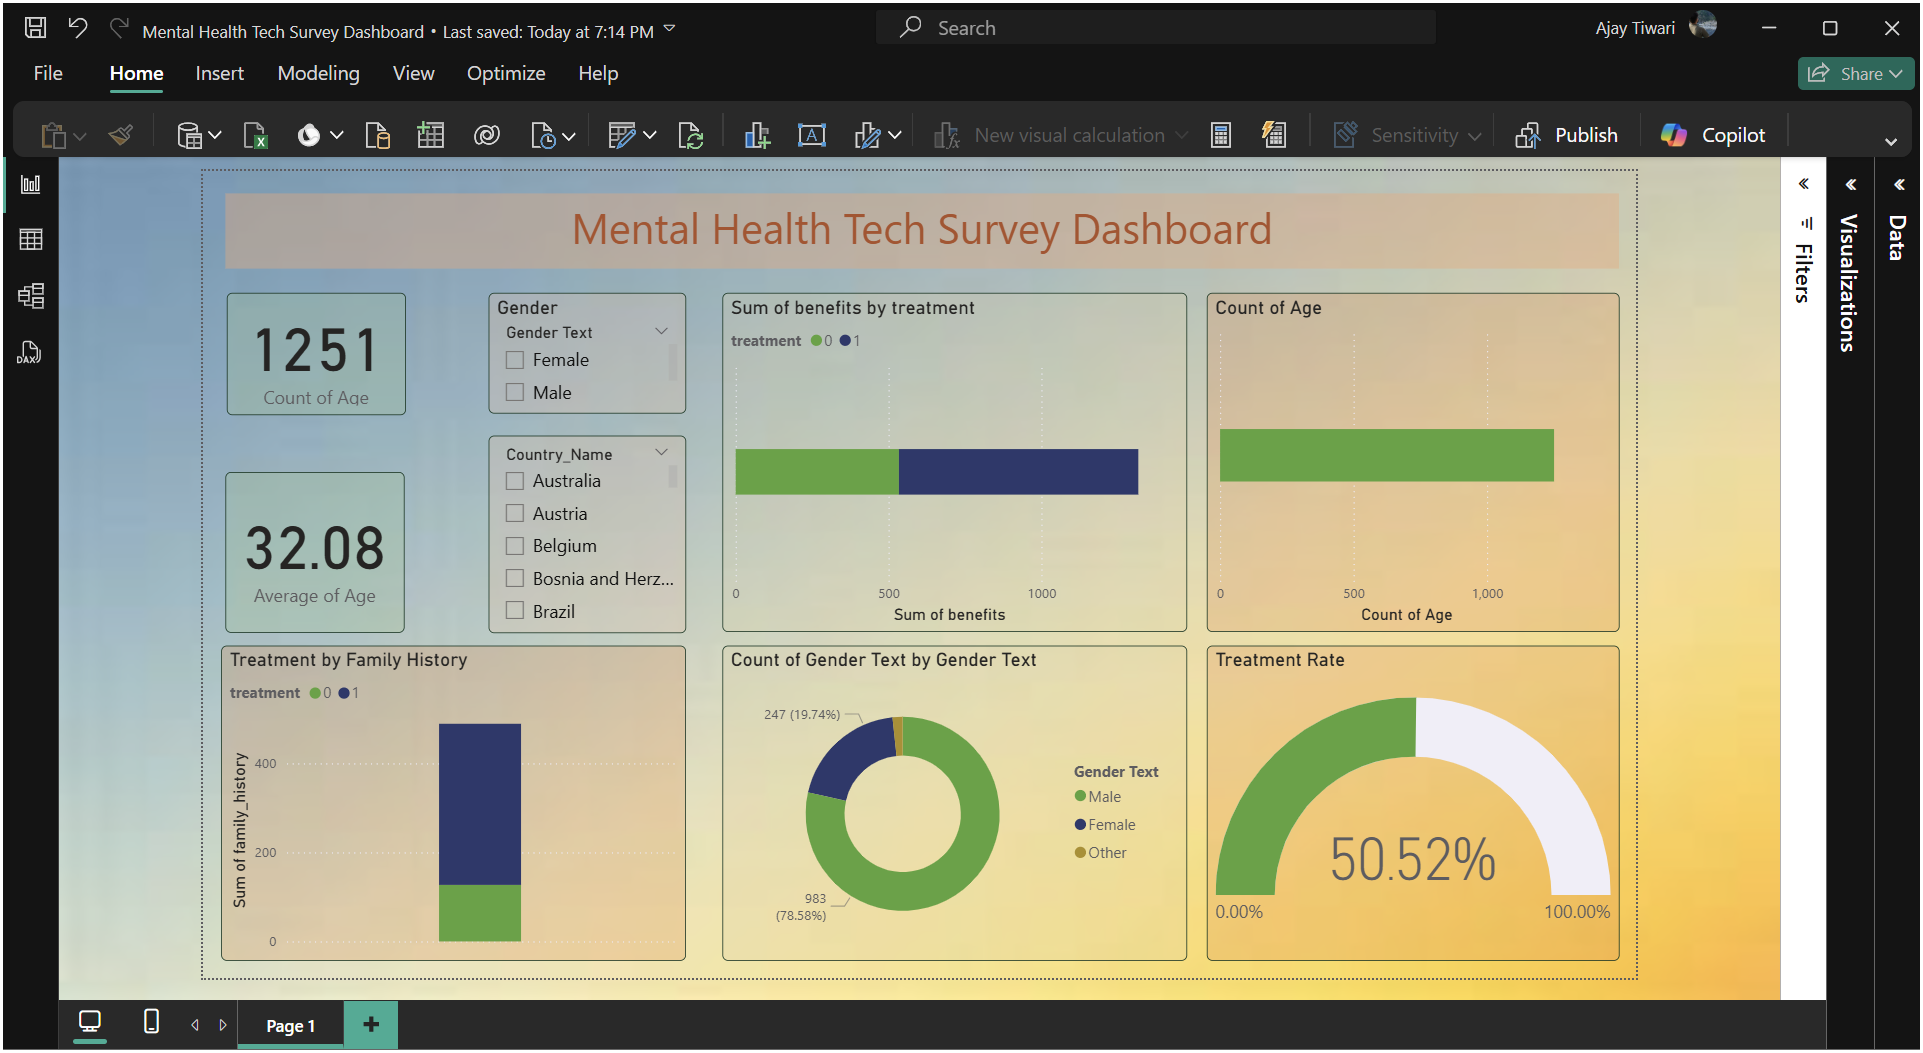 Mental Health Tech Survey Dashboard • Last saved: Today at 7:14 PM
Search
Ajay Tiwari
File Home Insert Modeling View Optimize Help
Share
New visual calculation
Sensitivity
Publish
Copilot
DAX
Mental Health Tech Survey Dashboard
1251
Count of Age
32.08
Average of Age
Gender
Gender Text
Female
Male
Country_Name
Australia
Austria
Belgium
Bosnia and Herz...
Brazil
Sum of benefits by treatment
treatment 0 1
0 500 1000
Sum of benefits
Count of Age
0 500 1,000
Count of Age
Treatment by Family History
treatment 0 1
Sum of family_history
400
200
0
Count of Gender Text by Gender Text
247 (19.74%)
983
(78.58%)
Gender Text
Male
Female
Other
Treatment Rate
50.52%
0.00% 100.00%
Filters
Visualizations
Data
Page 1